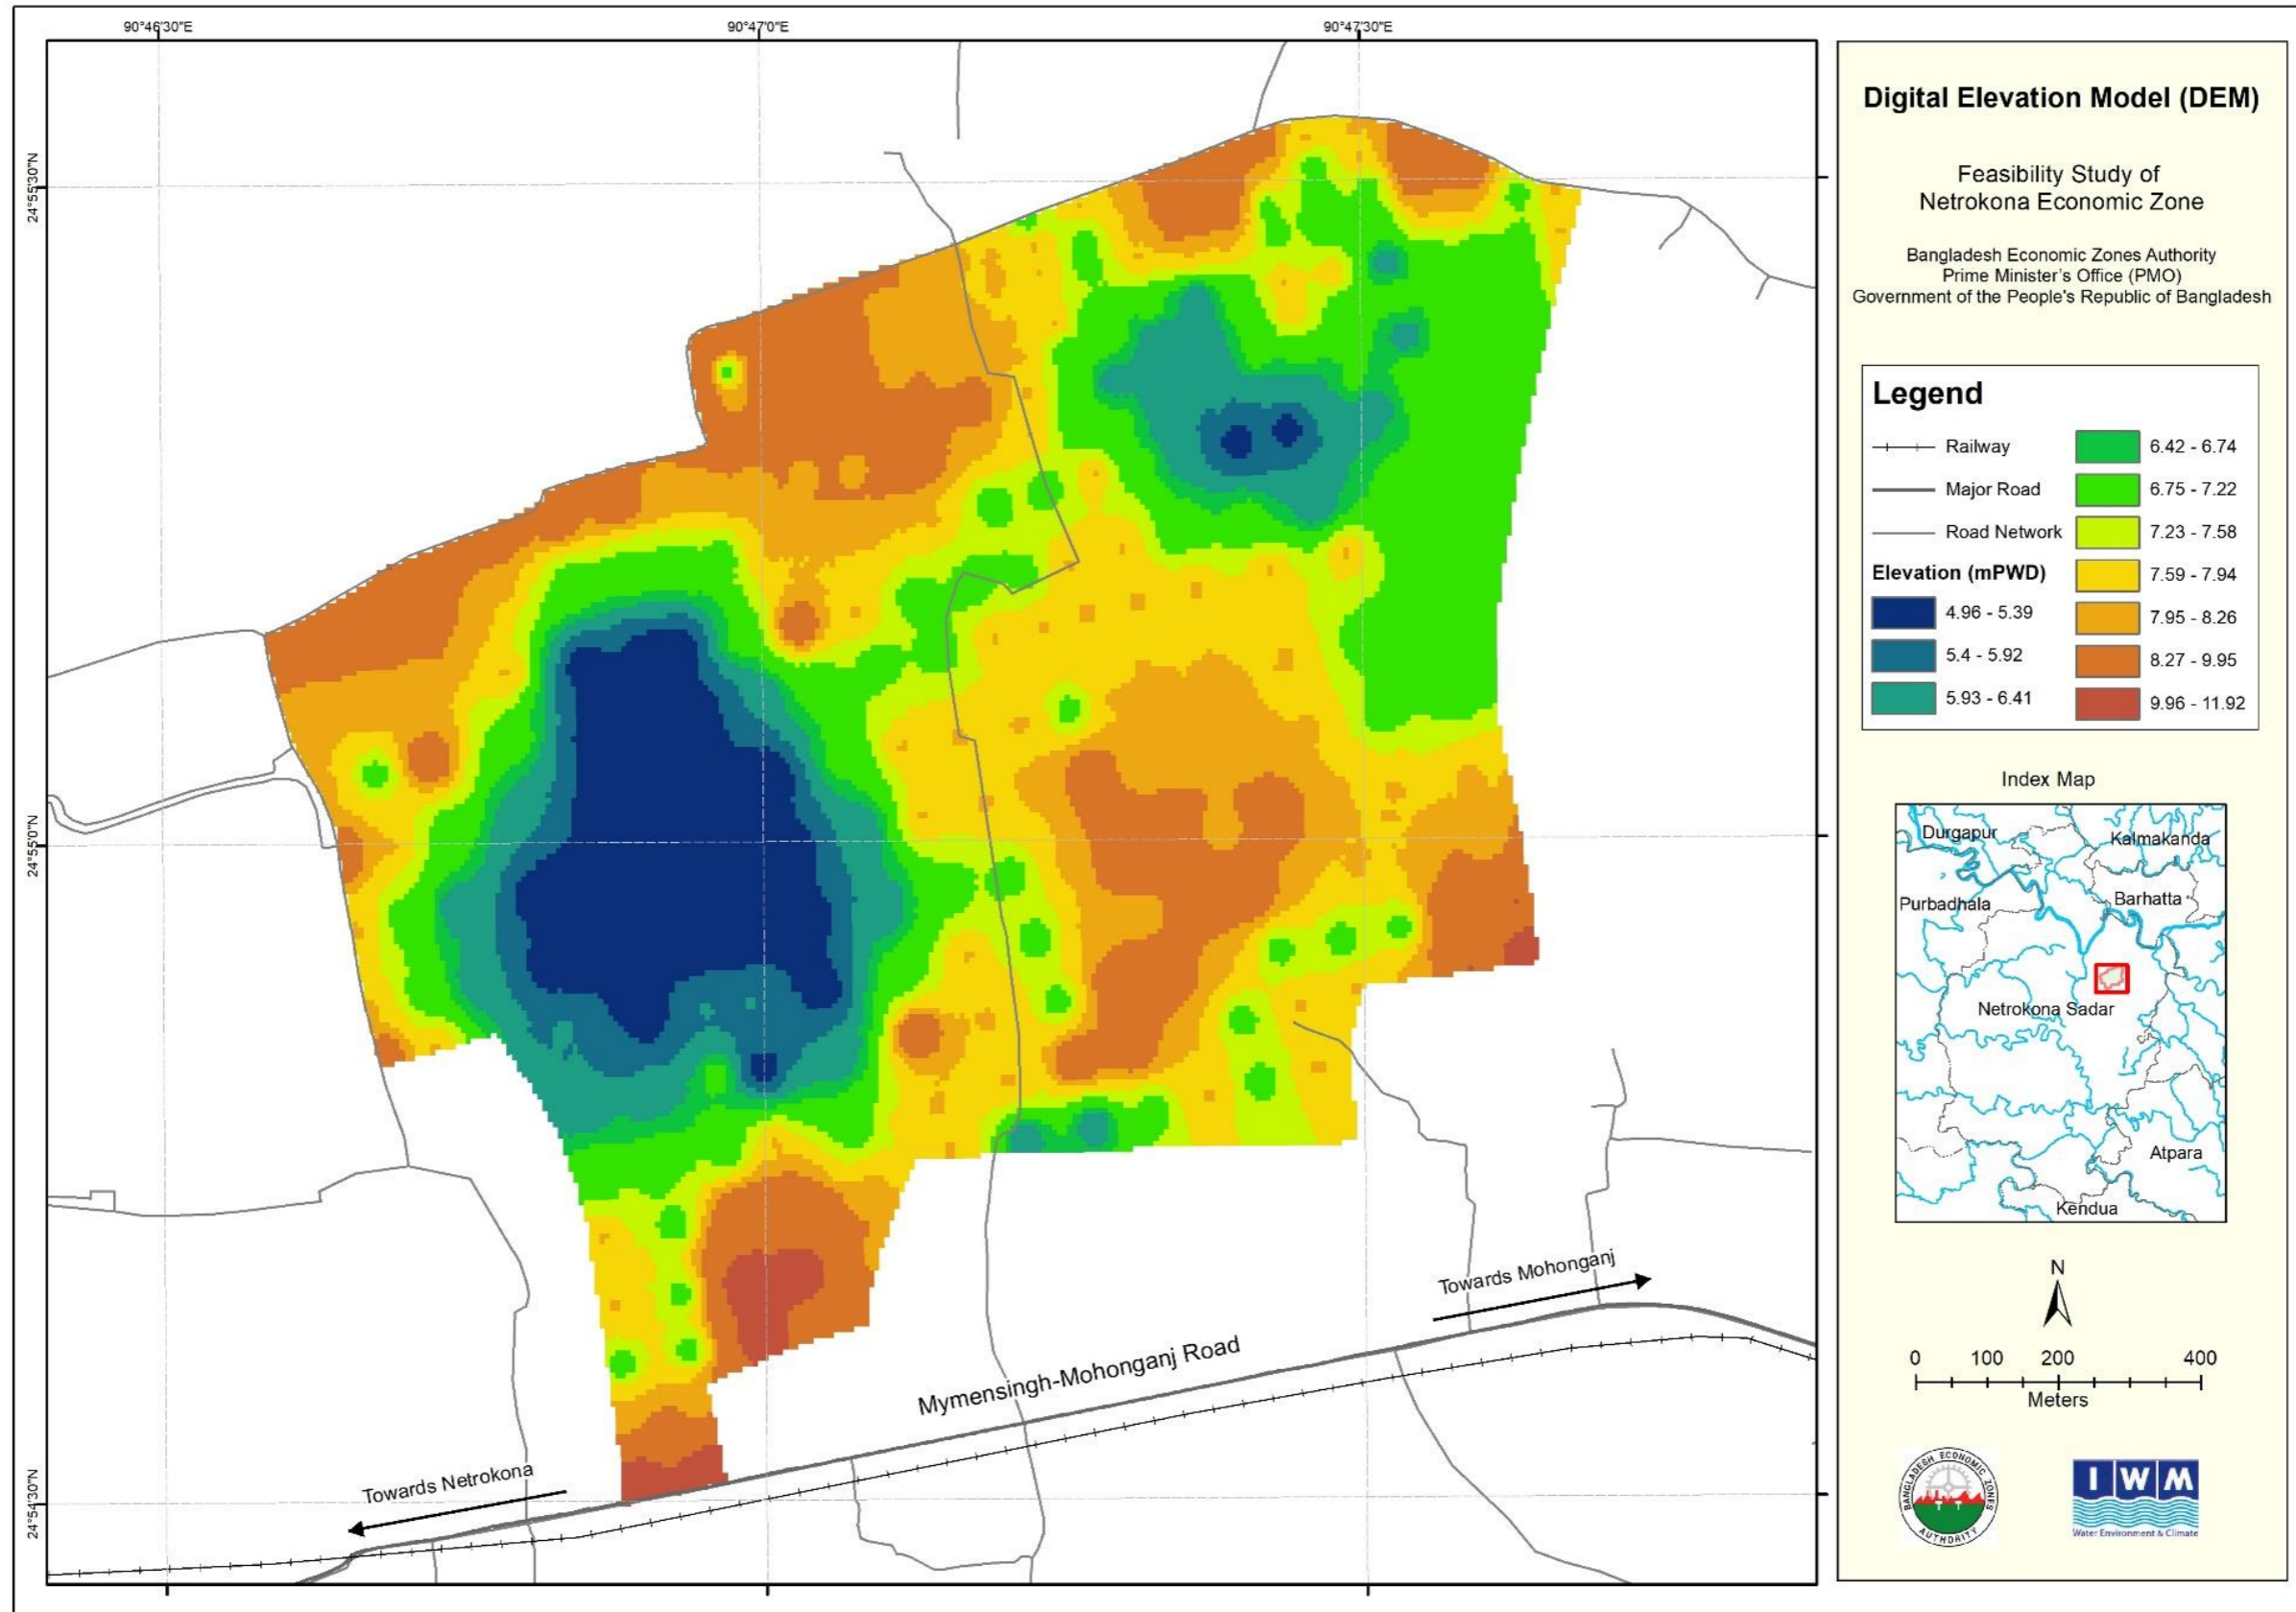 90°46'30"E
90°47'0"E
90°47'30"E
24°55'30"N
24°55'0"N
24°54'30"N
Towards Mohonganj
Mymensingh-Mohonganj Road
Towards Netrokona
Digital Elevation Model (DEM)
Feasibility Study of
Netrokona Economic Zone
Bangladesh Economic Zones Authority
Prime Minister's Office (PMO)
Government of the People's Republic of Bangladesh
Legend
Railway
Major Road
Road Network
Elevation (mPWD)
4.96 - 5.39
5.4 - 5.92
5.93 - 6.41
6.42 - 6.74
6.75 - 7.22
7.23 - 7.58
7.59 - 7.94
7.95 - 8.26
8.27 - 9.95
9.96 - 11.92
Index Map
Durgapur
Kalmakanda
Purbadhala
Barhatta
Netrokona Sadar
Atpara
Kendua
N
0 100 200 400
Meters
BANGLADESH ECONOMIC ZONES
AUTHORITY
IWM
Water Environment & Climate